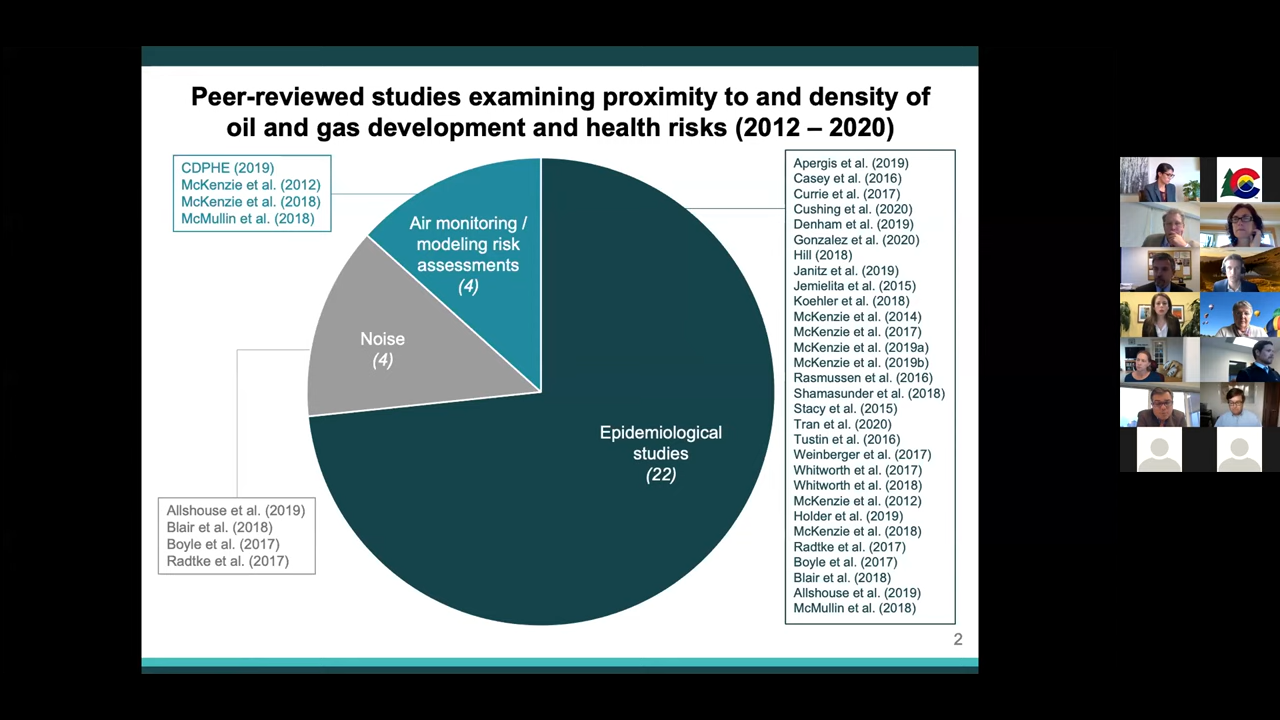 Peer-reviewed studies examining proximity to and density of
oil and gas development and health risks (2012 – 2020)
CDPHE (2019)
McKenzie et al. (2012)
McKenzie et al. (2018)
McMullin et al. (2018)
Air monitoring /
modeling risk
assessments
(4)
Noise
(4)
Epidemiological
studies
(22)
Allshouse et al. (2019)
Blair et al. (2018)
Boyle et al. (2017)
Radtke et al. (2017)
Apergis et al. (2019)
Casey et al. (2016)
Currie et al. (2017)
Cushing et al. (2020)
Denham et al. (2019)
Gonzalez et al. (2020)
Hill (2018)
Janitz et al. (2019)
Jemielita et al. (2015)
Koehler et al. (2018)
McKenzie et al. (2014)
McKenzie et al. (2017)
McKenzie et al. (2019a)
McKenzie et al. (2019b)
Rasmussen et al. (2016)
Shamasunder et al. (2018)
Stacy et al. (2015)
Tran et al. (2020)
Tustin et al. (2016)
Weinberger et al. (2017)
Whitworth et al. (2017)
Whitworth et al. (2018)
McKenzie et al. (2012)
Holder et al. (2019)
McKenzie et al. (2018)
Radtke et al. (2017)
Boyle et al. (2017)
Blair et al. (2018)
Allshouse et al. (2019)
McMullin et al. (2018)
2